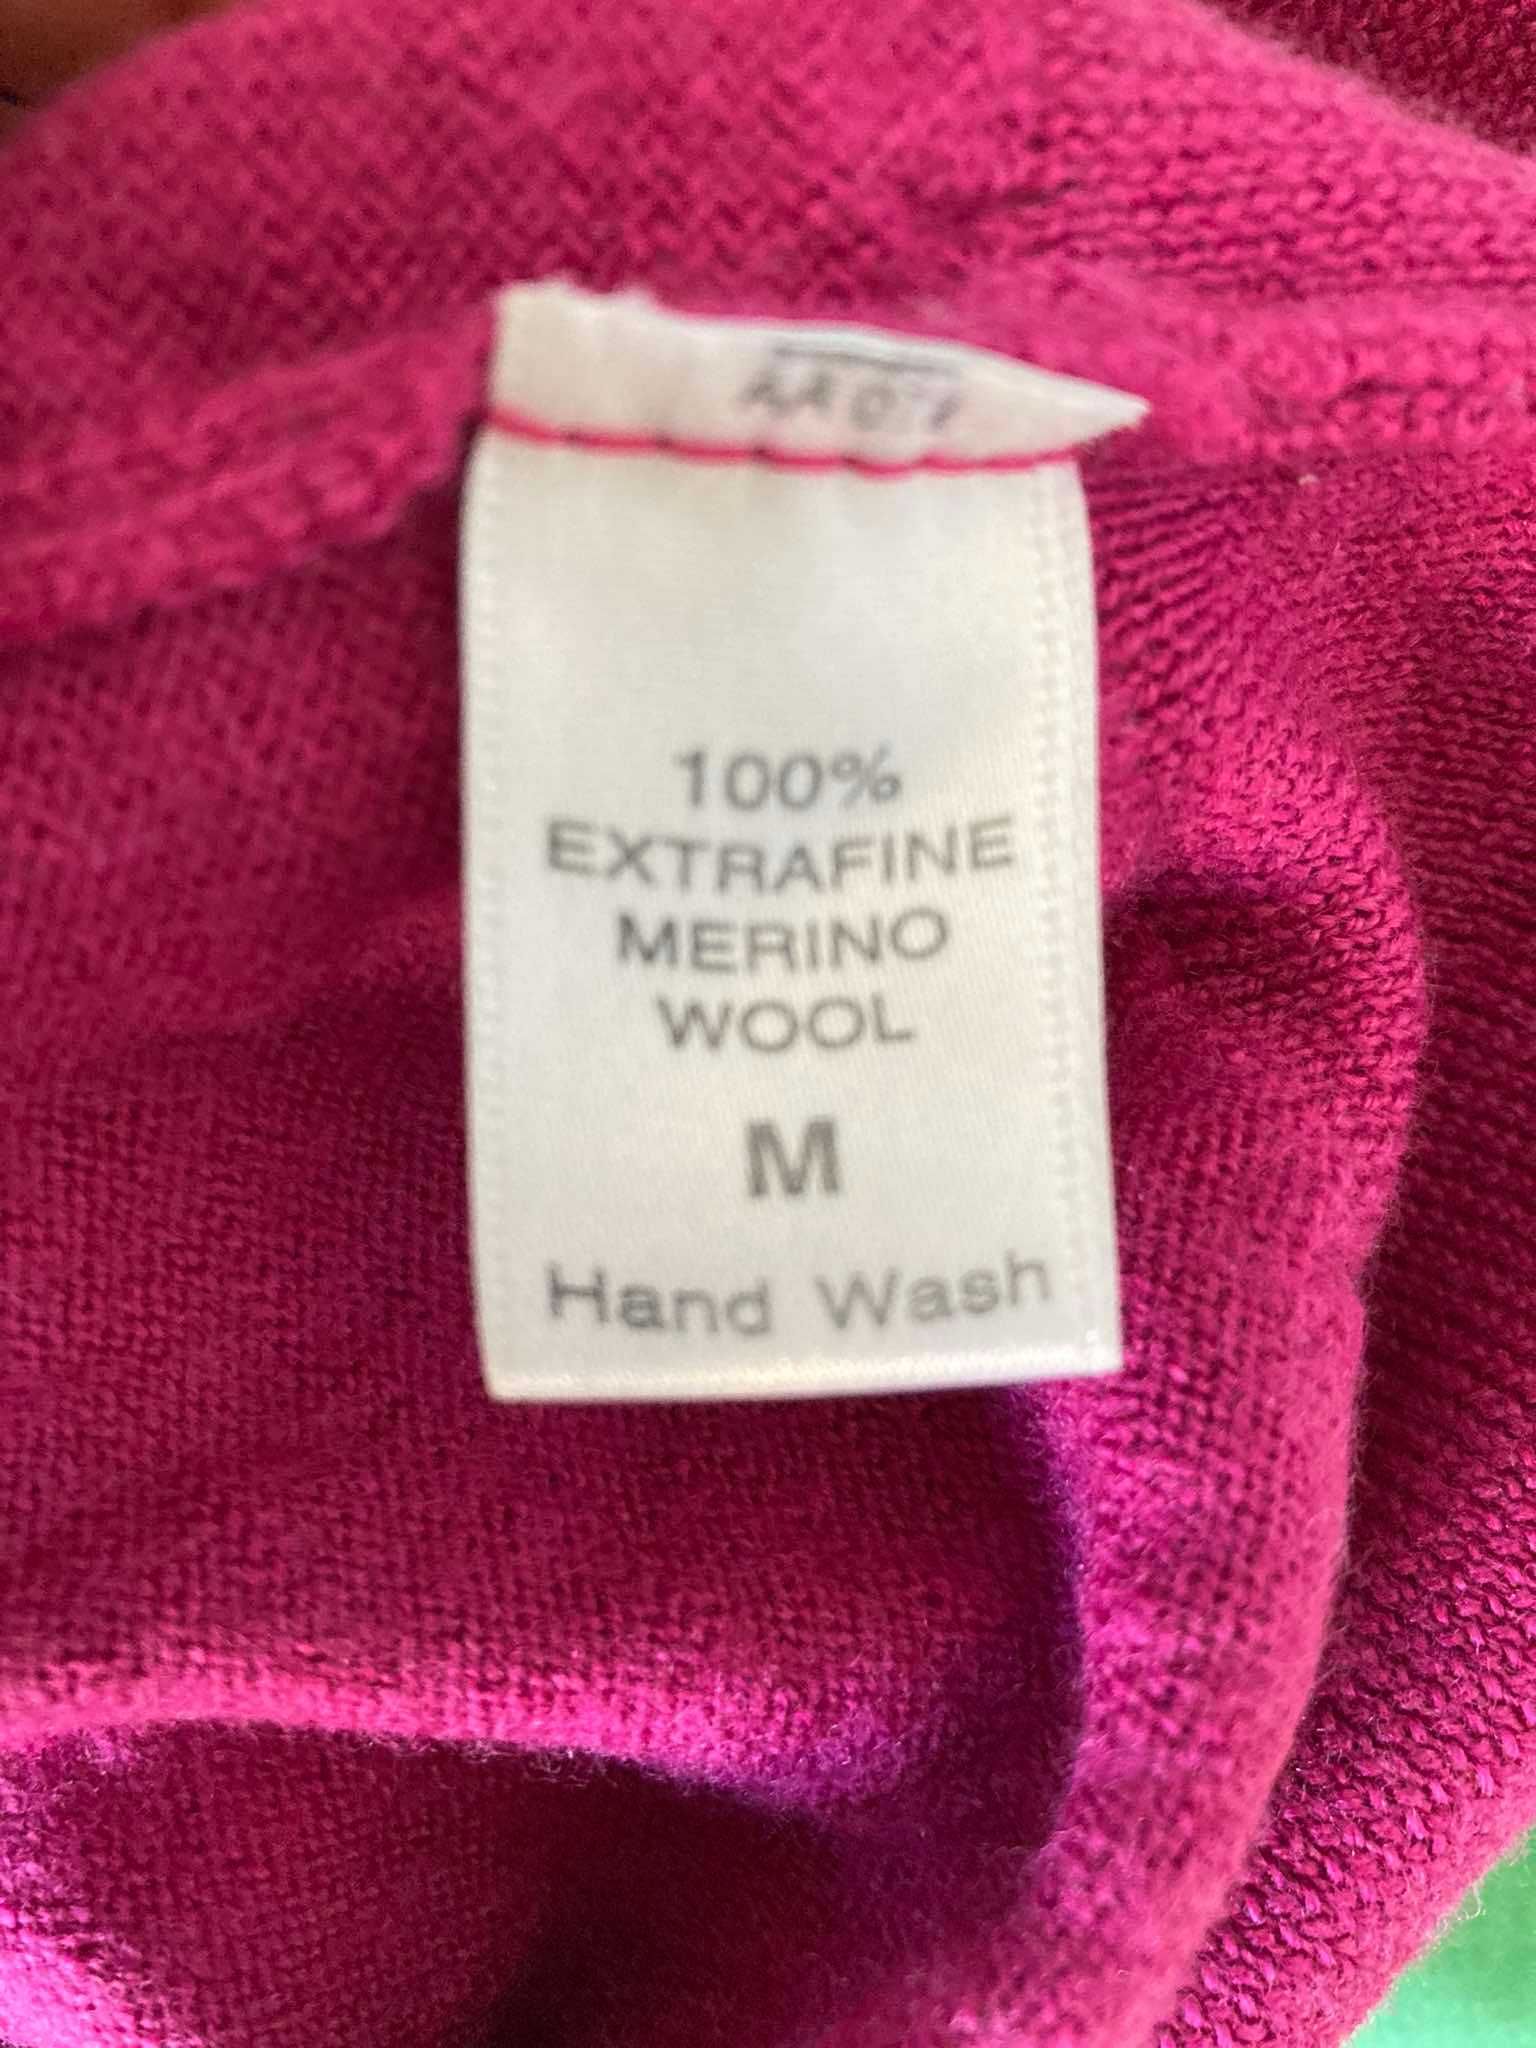 100%
EXTRAFINE
MERINO
WOOL
M
Hand Wash